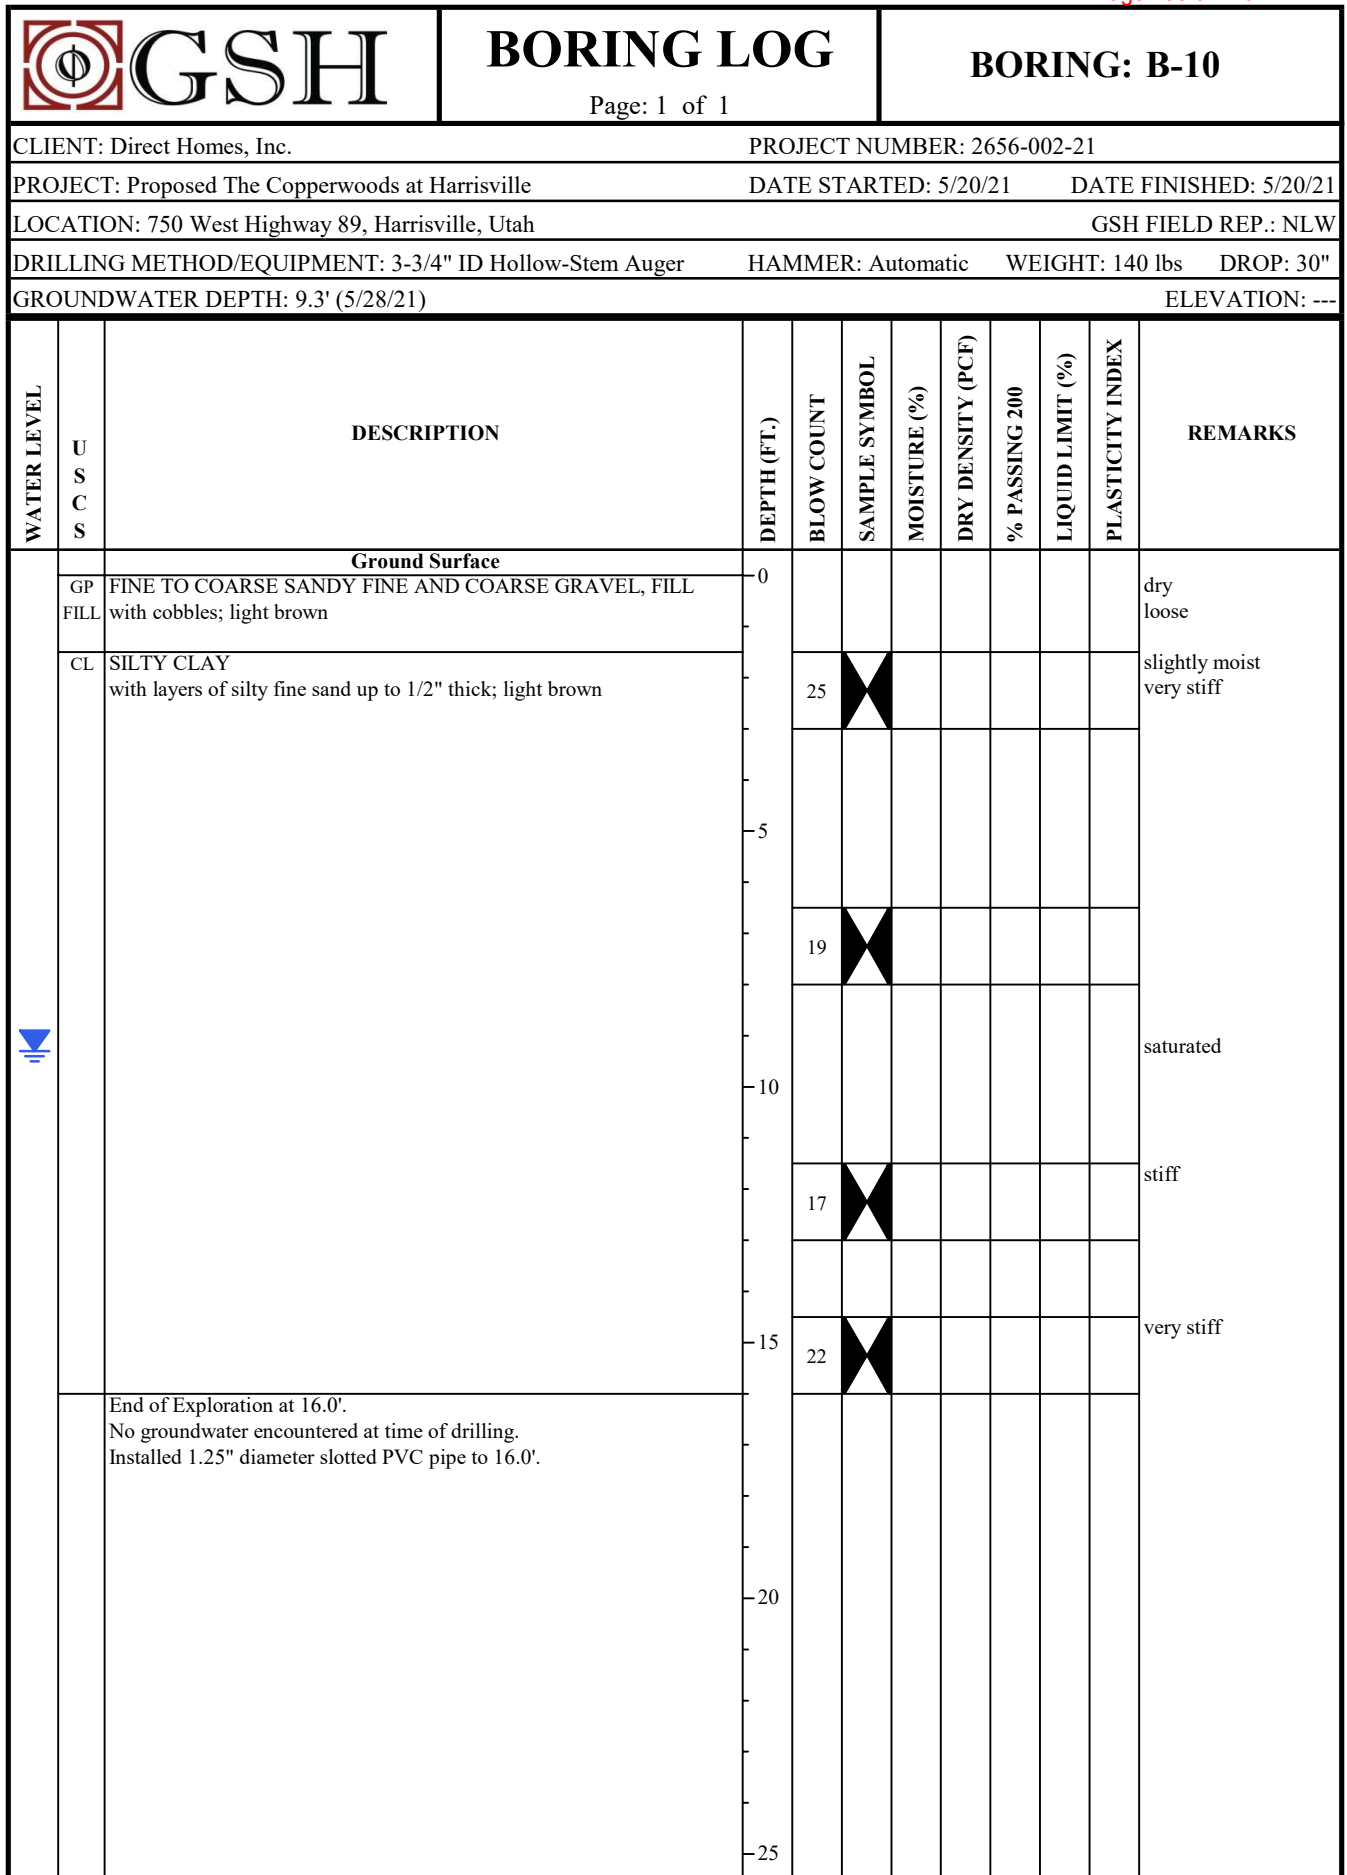 GSH
BORING LOG
Page: 1 of 1
BORING: B-10
CLIENT: Direct Homes, Inc. PROJECT NUMBER: 2656-002-21
PROJECT: Proposed The Copperwoods at Harrisville DATE STARTED: 5/20/21 DATE FINISHED: 5/20/21
LOCATION: 750 West Highway 89, Harrisville, Utah GSH FIELD REP.: NLW
DRILLING METHOD/EQUIPMENT: 3-3/4" ID Hollow-Stem Auger HAMMER: Automatic WEIGHT: 140 lbs DROP: 30"
GROUNDWATER DEPTH: 9.3' (5/28/21) ELEVATION: ---
WATER LEVEL
U
S
C
S
DESCRIPTION
DEPTH (FT.)
BLOW COUNT
SAMPLE SYMBOL
MOISTURE (%)
DRY DENSITY (PCF)
% PASSING 200
LIQUID LIMIT (%)
PLASTICITY INDEX
REMARKS
Ground Surface
0
GP FINE TO COARSE SANDY FINE AND COARSE GRAVEL, FILL dry
FILL with cobbles; light brown loose
CL SILTY CLAY slightly moist
with layers of silty fine sand up to 1/2" thick; light brown 25 very stiff
5
19
saturated
10
stiff
17
very stiff
15
22
End of Exploration at 16.0'.
No groundwater encountered at time of drilling.
Installed 1.25" diameter slotted PVC pipe to 16.0'.
20
25